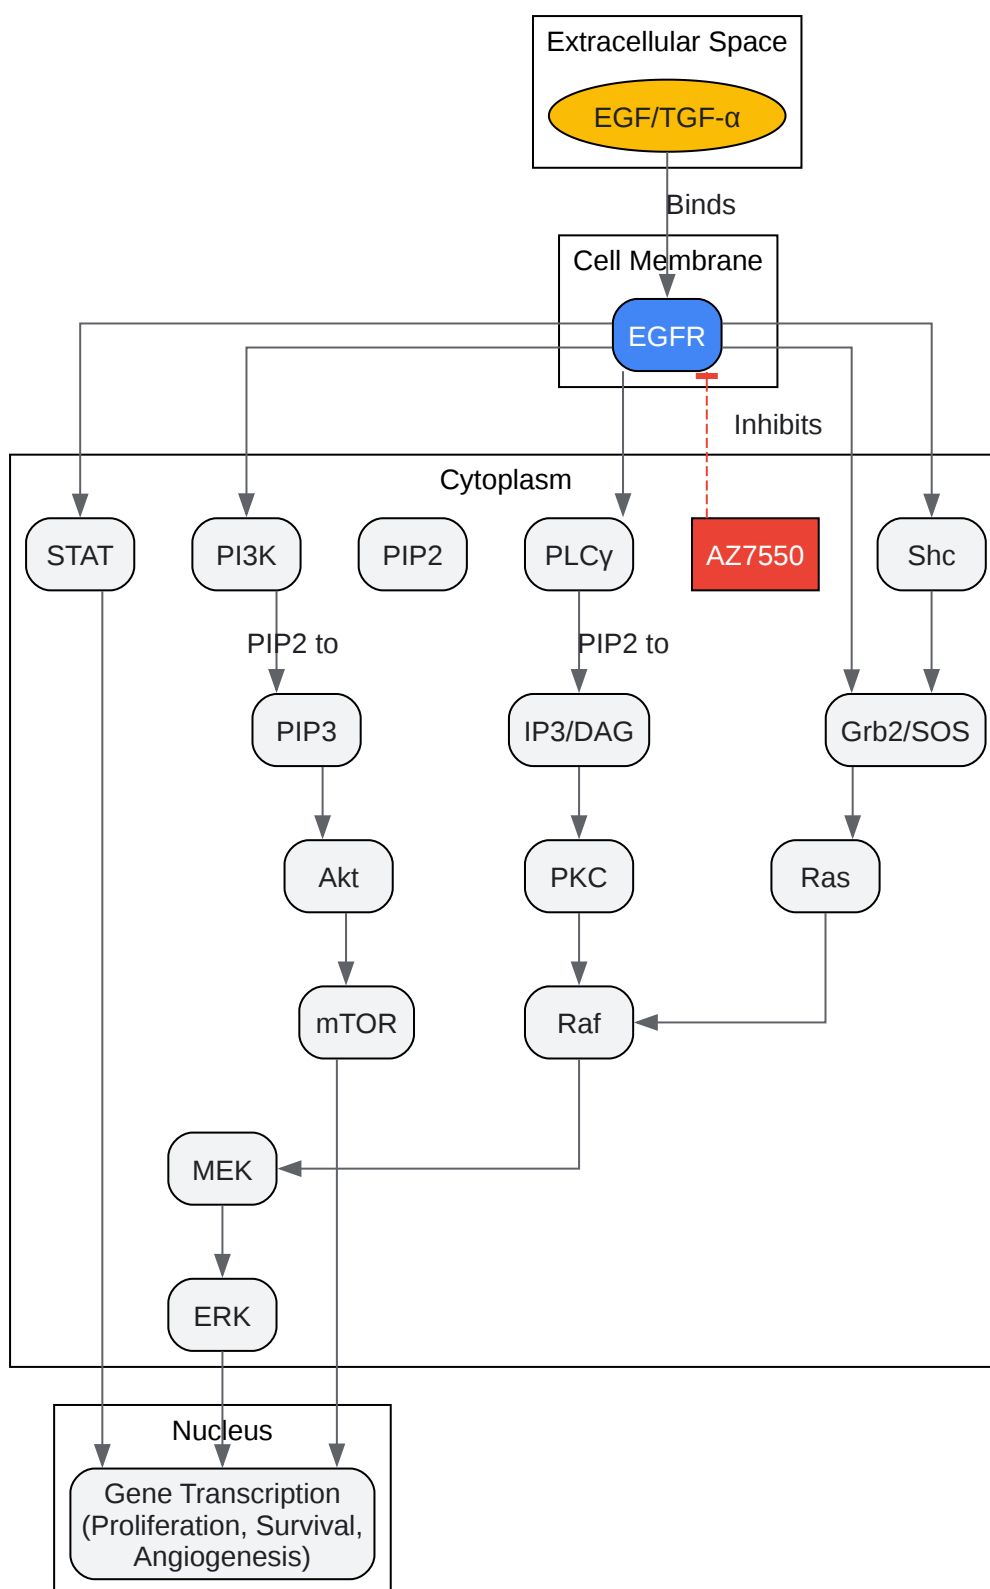 Extracellular Space
EGF/TGF-α
Binds
Cell Membrane
EGFR
Inhibits
Cytoplasm
STAT
PI3K
PIP2
PLCγ
AZ7550
Shc
PIP2 to
PIP2 to
PIP3
IP3/DAG
Grb2/SOS
Akt
PKC
Ras
mTOR
Raf
MEK
ERK
Nucleus
Gene Transcription
(Proliferation, Survival,
Angiogenesis)